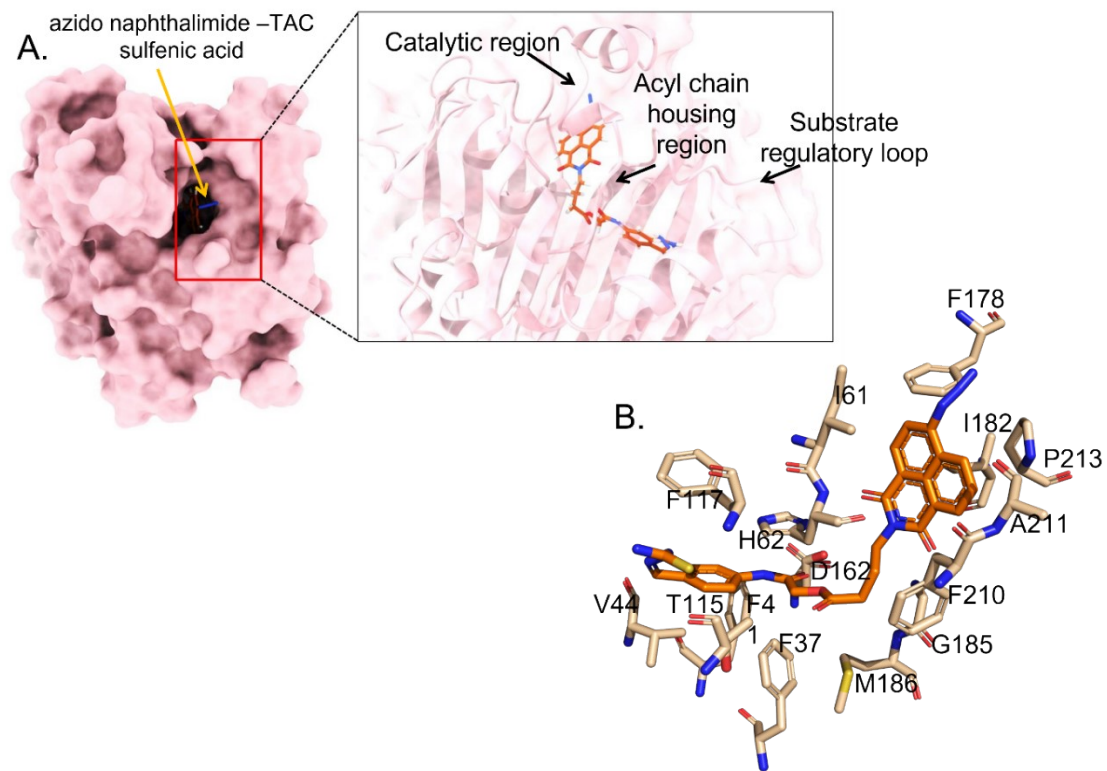 azido naphthalimide –TAC
sulfenic acid
A.
Catalytic region
Acyl chain
housing
region
Substrate
regulatory loop
B.
F178
I61
I182
P213
F117
A211
H62
D162
V44
T115
F4
1
F210
F37
G185
M186